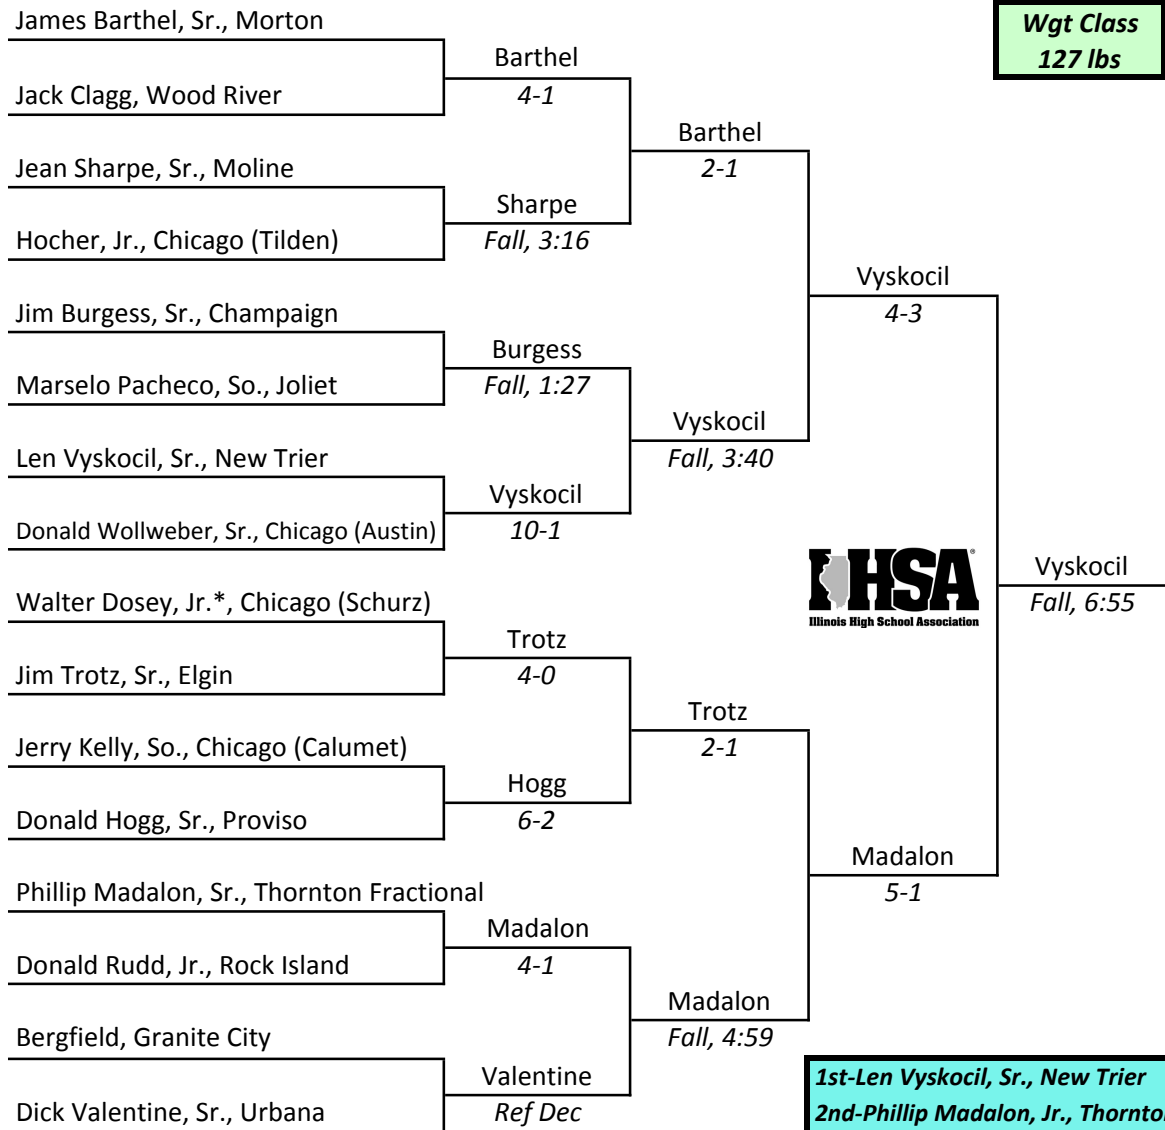 James Barthel, Sr., Morton
Wgt Class
127 lbs
Barthel
4-1
Jack Clagg, Wood River
Barthel
2-1
Jean Sharpe, Sr., Moline
Sharpe
Fall, 3:16
Hocher, Jr., Chicago (Tilden)
Vyskocil
4-3
Jim Burgess, Sr., Champaign
Burgess
Fall, 1:27
Marselo Pacheco, So., Joliet
Vyskocil
Fall, 3:40
Len Vyskocil, Sr., New Trier
Vyskocil
10-1
Donald Wollweber, Sr., Chicago (Austin)
IHSA®
Illinois High School Association
Vyskocil
Fall, 6:55
Walter Dosey, Jr.*, Chicago (Schurz)
Trotz
4-0
Jim Trotz, Sr., Elgin
Trotz
2-1
Jerry Kelly, So., Chicago (Calumet)
Hogg
6-2
Donald Hogg, Sr., Proviso
Madalon
5-1
Phillip Madalon, Sr., Thornton Fractional
Madalon
4-1
Donald Rudd, Jr., Rock Island
Madalon
Fall, 4:59
Bergfield, Granite City
Valentine
Ref Dec
Dick Valentine, Sr., Urbana
1st-Len Vyskocil, Sr., New Trier
2nd-Phillip Madalon, Jr., Thornto